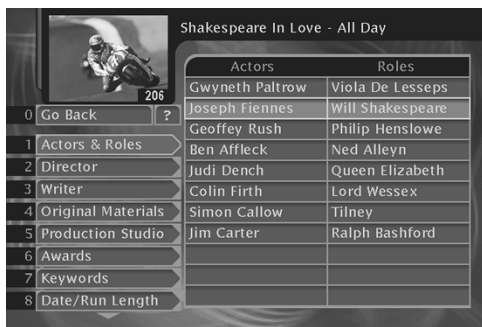 Shakespeare In Love - All Day
206
0 Go Back ?
1 Actors & Roles
2 Director
3 Writer
4 Original Materials
5 Production Studio
6 Awards
7 Keywords
8 Date/Run Length
Actors Roles
Gwyneth Paltrow Viola De Lesseps
Joseph Fiennes Will Shakespeare
Geoffey Rush Philip Henslowe
Ben Affleck Ned Alleyn
Judi Dench Queen Elizabeth
Colin Firth Lord Wessex
Simon Callow Tilney
Jim Carter Ralph Bashford